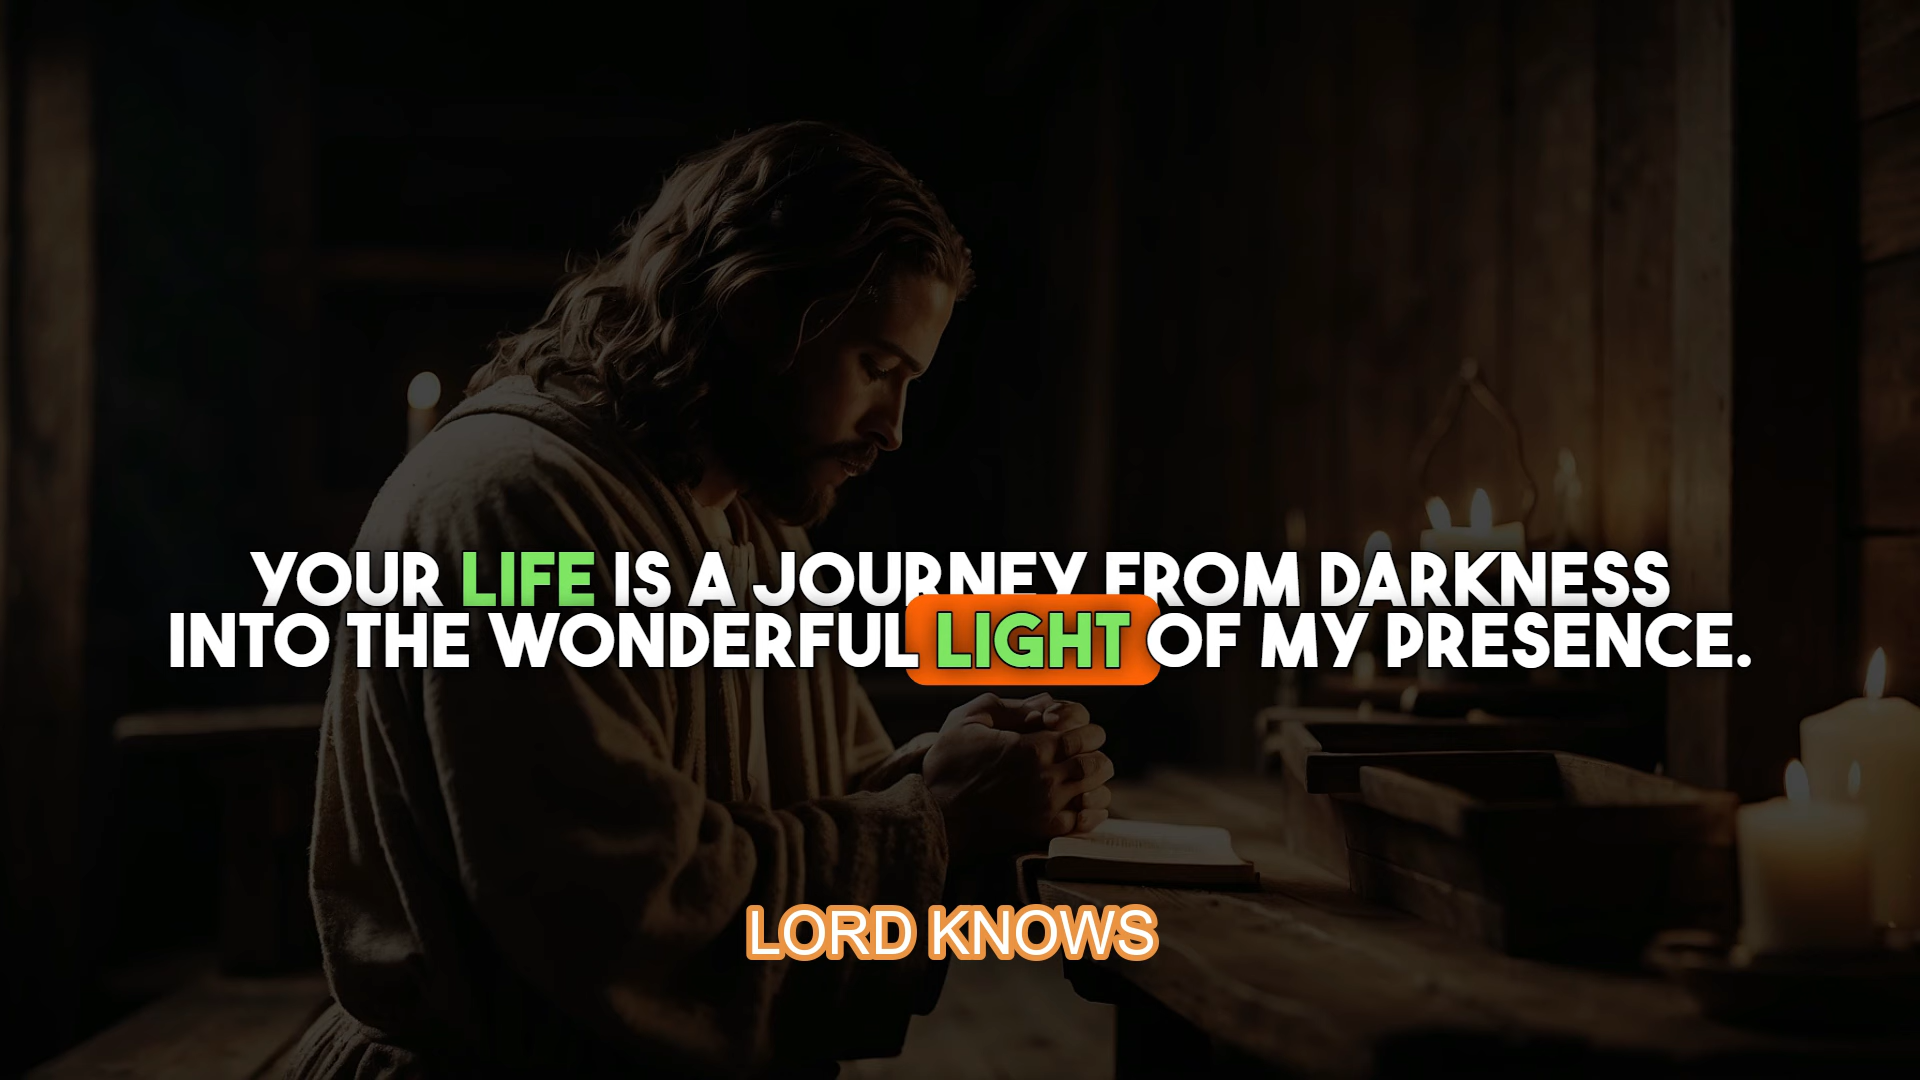 YOUR LIFE IS A JOURNEY FROM DARKNESS
INTO THE WONDERFUL LIGHT OF MY PRESENCE.
LORD KNOWS